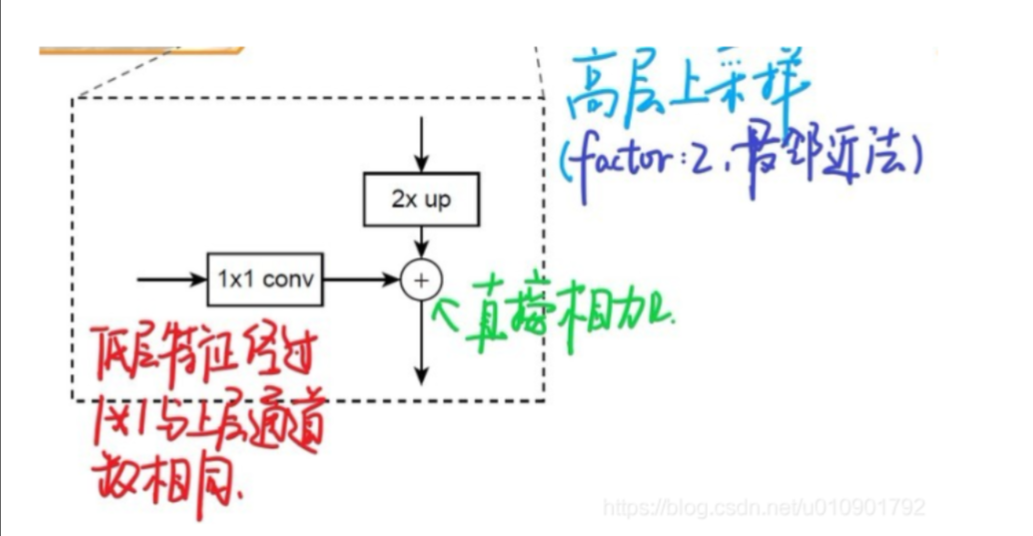 高层上采样
(factor:2.最邻近法)
2x up
1x1 conv
+
直接相加.
低层特征经过
1x1与上层通道
数相同.
https://blog.csdn.net/u010901792